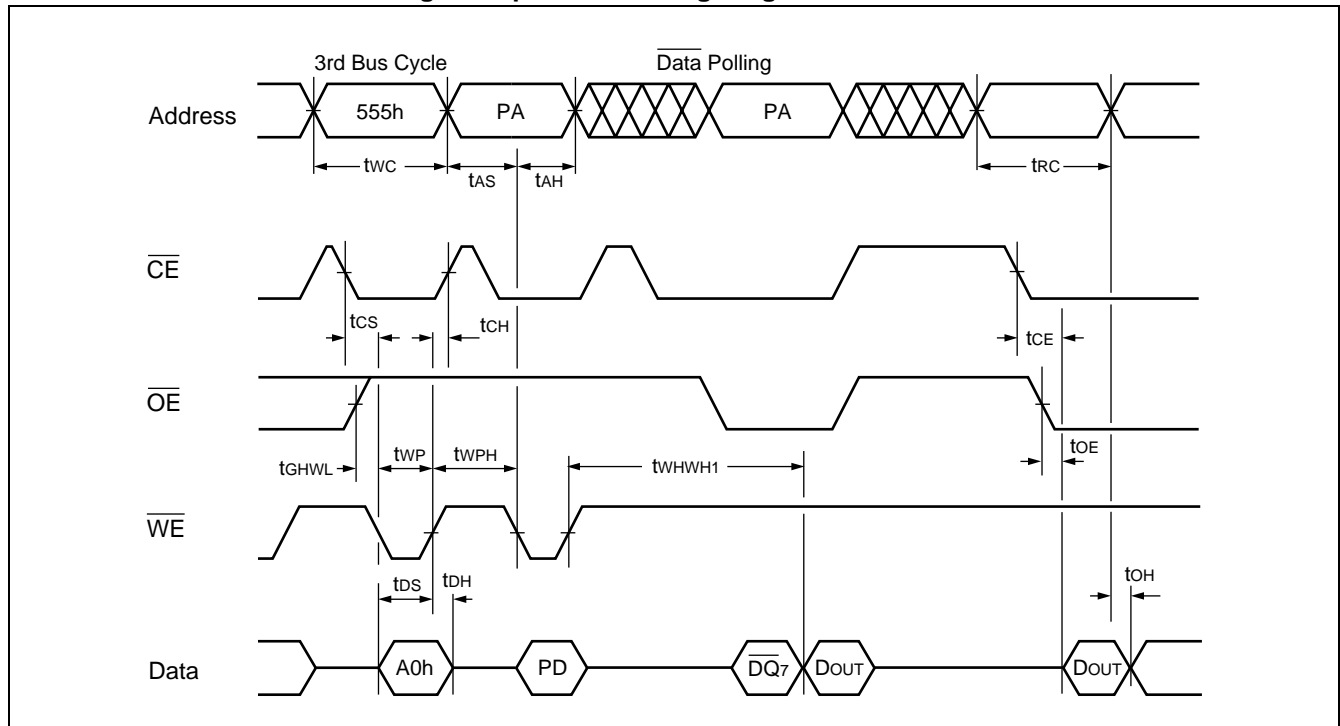 3rd Bus Cycle
Data Polling
Address
555h
PA
PA
tWC
tAS
tAH
tRC
CE
tCS
tCH
tCE
OE
tGHWL
tWP
tWPH
tWHWH1
tOE
WE
tDS
tDH
tOH
Data
A0h
PD
DQ7
DOUT
DOUT